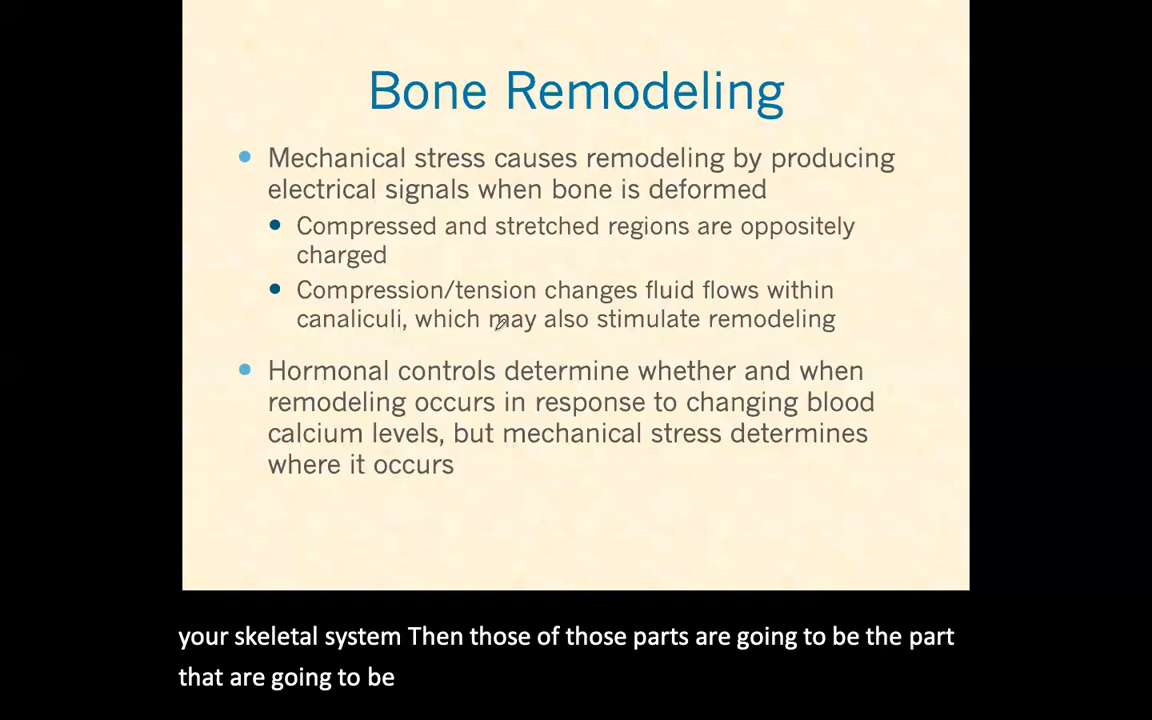 Bone Remodeling
• Mechanical stress causes remodeling by producing
electrical signals when bone is deformed
• Compressed and stretched regions are oppositely
charged
• Compression/tension changes fluid flows within
canaliculi, which may also stimulate remodeling
• Hormonal controls determine whether and when
remodeling occurs in response to changing blood
calcium levels, but mechanical stress determines
where it occurs
your skeletal system Then those of those parts are going to be the part
that are going to be